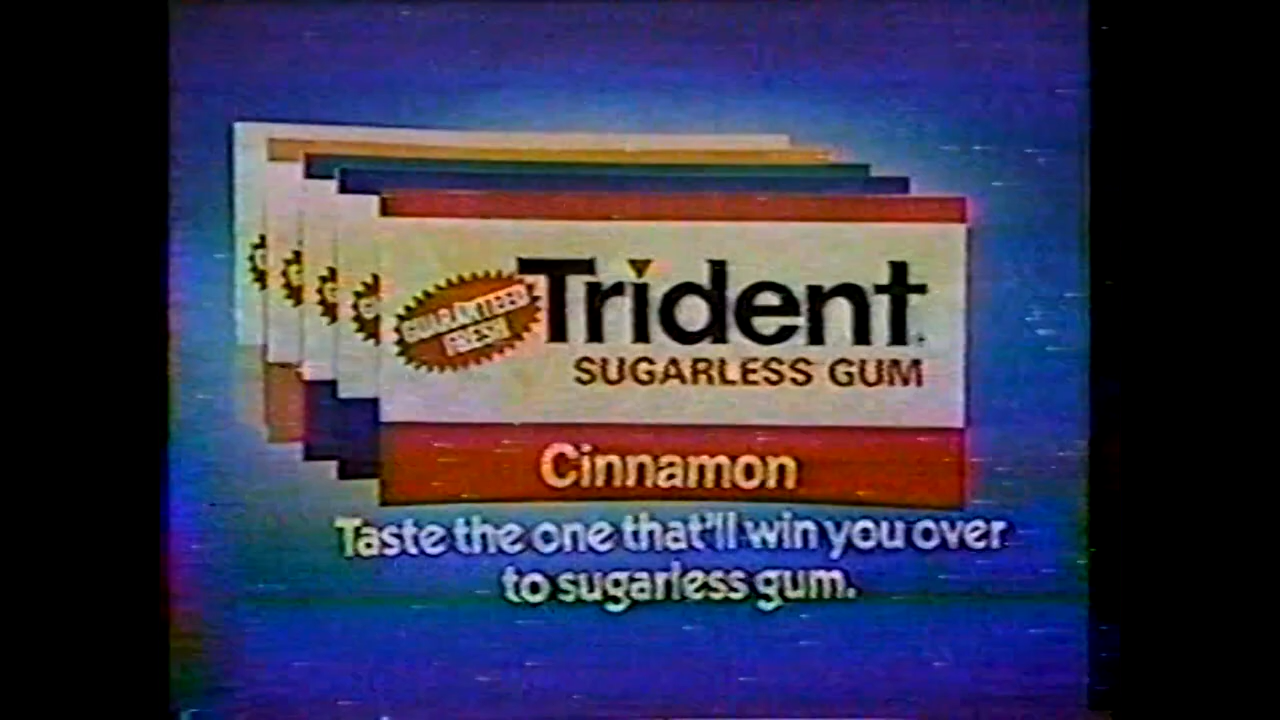 GUARANTEED
FRESH
Trident
SUGARLESS GUM
Cinnamon
Taste the one that'll win you over
to sugarless gum.